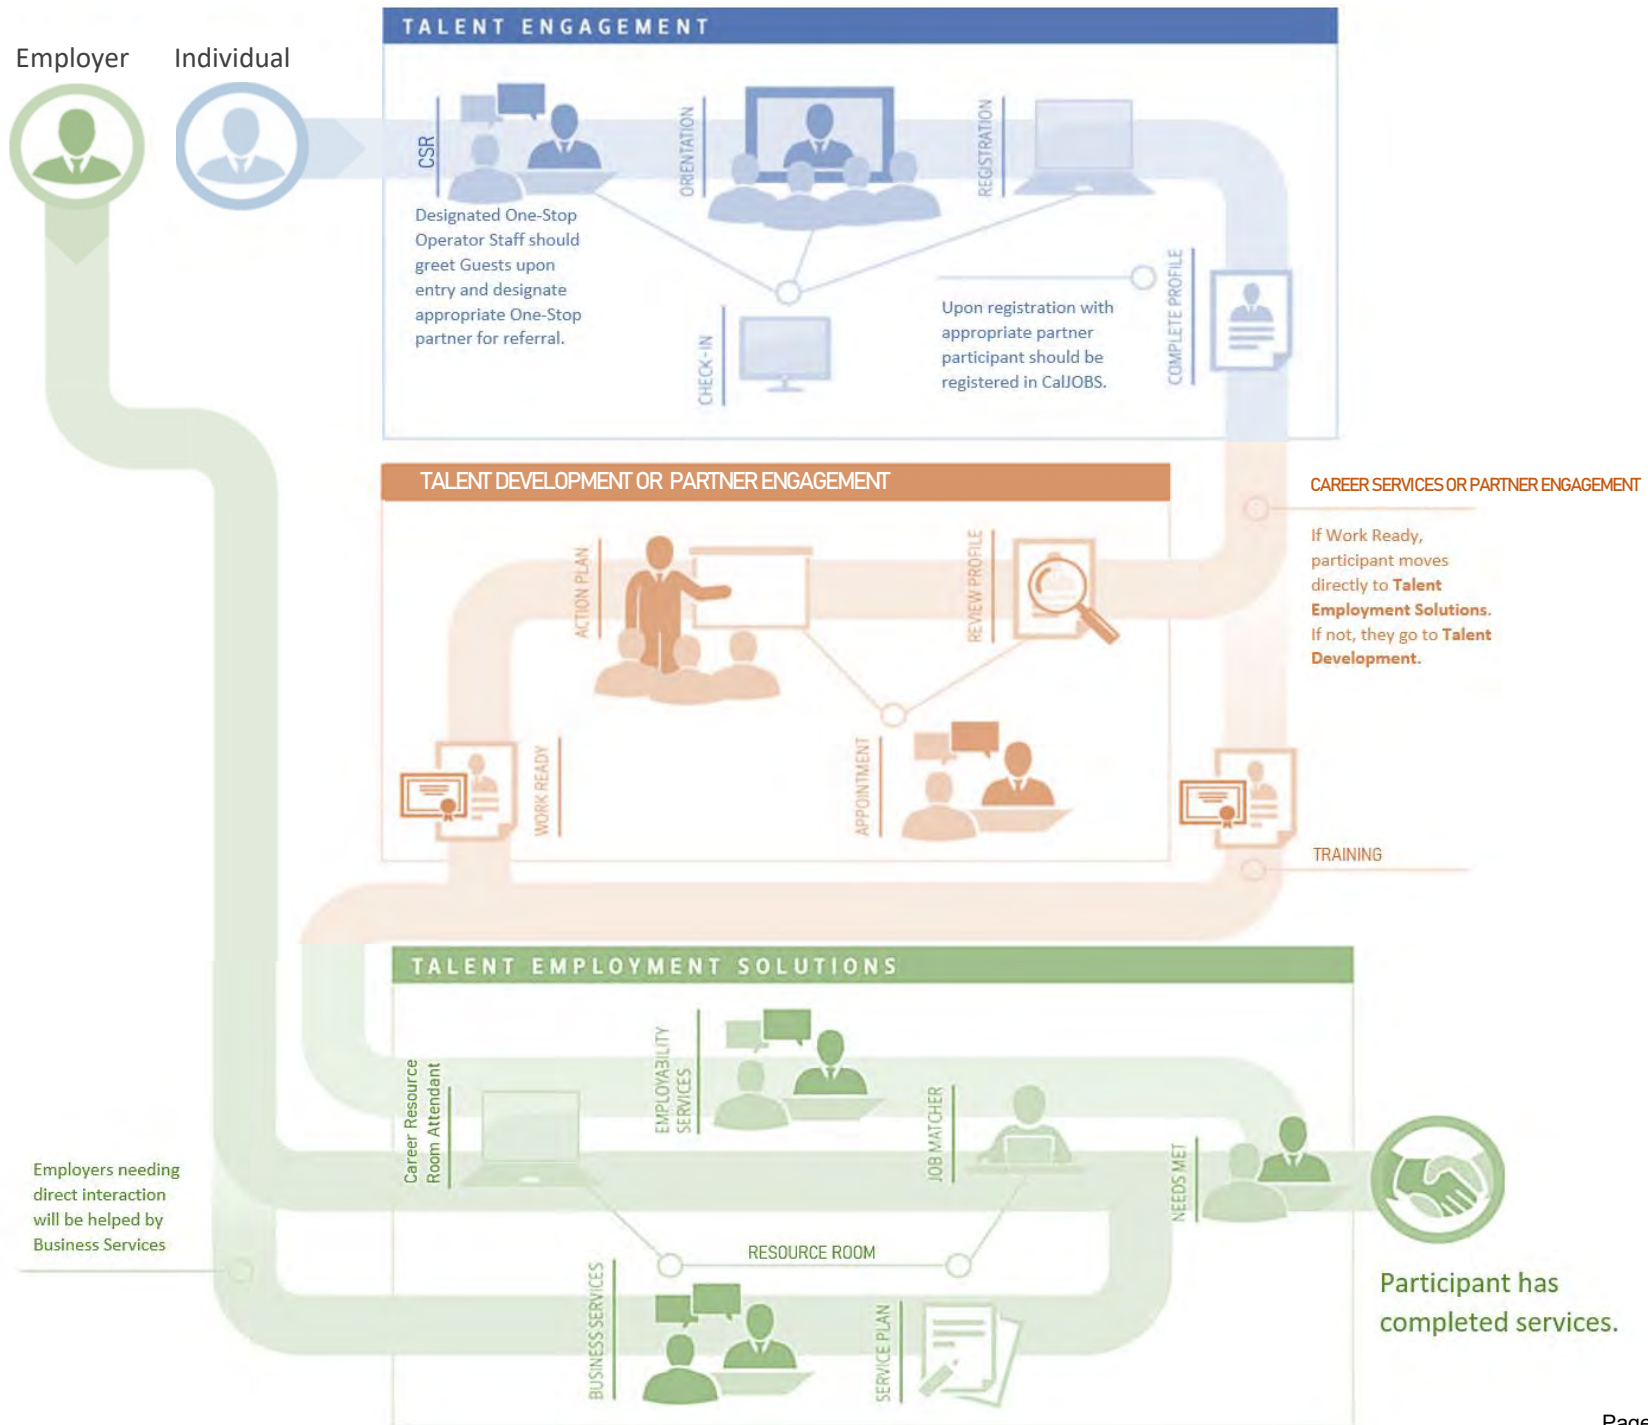 TALENT ENGAGEMENT
Employer
Individual
CSR
ORIENTATION
REGISTRATION
Designated One-Stop
Operator Staff should
greet Guests upon
entry and designate
appropriate One-Stop
partner for referral.
CHECK-IN
Upon registration with
appropriate partner
participant should be
registered in CalJOBS.
COMPLETE PROFILE
TALENT DEVELOPMENT OR PARTNER ENGAGEMENT
CAREER SERVICES OR PARTNER ENGAGEMENT
If Work Ready,
participant moves
directly to Talent
Employment Solutions.
If not, they go to Talent
Development.
ACTION PLAN
REVIEW PROFILE
WORK READY
APPOINTMENT
TRAINING
TALENT EMPLOYMENT SOLUTIONS
Career Resource
Room Attendant
EMPLOYABILITY
SERVICES
JOB MATCHER
NEEDS MET
Employers needing
direct interaction
will be helped by
Business Services
RESOURCE ROOM
BUSINESS SERVICES
SERVICE PLAN
Participant has
completed services.
Page